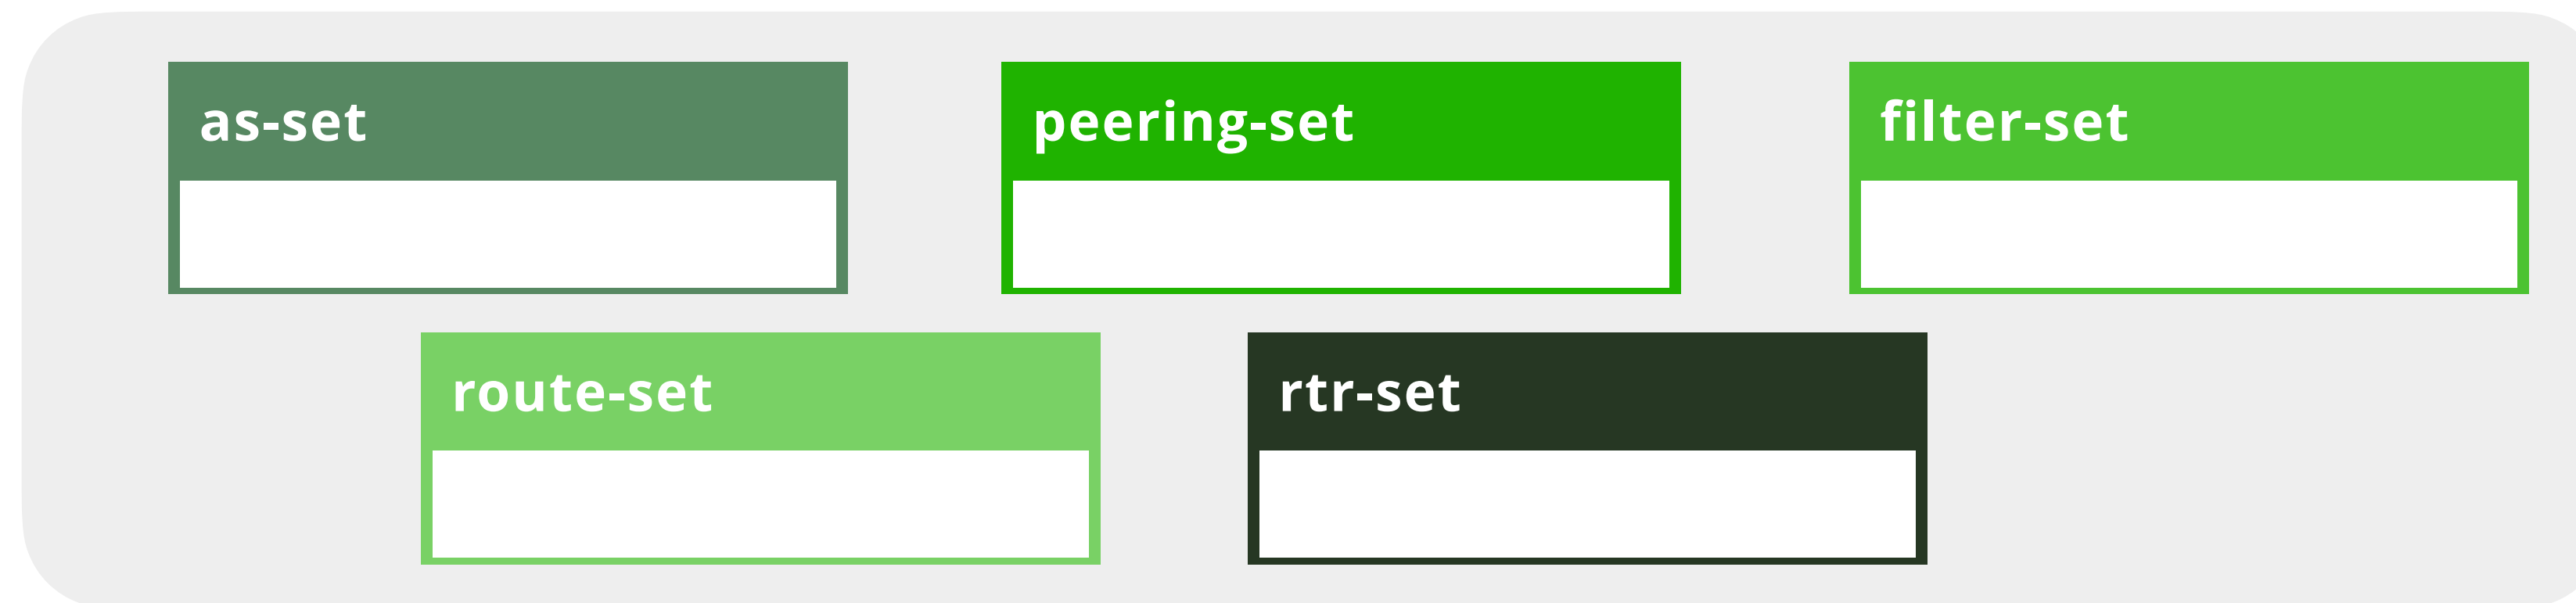 as-set
peering-set
filter-set
route-set
rtr-set